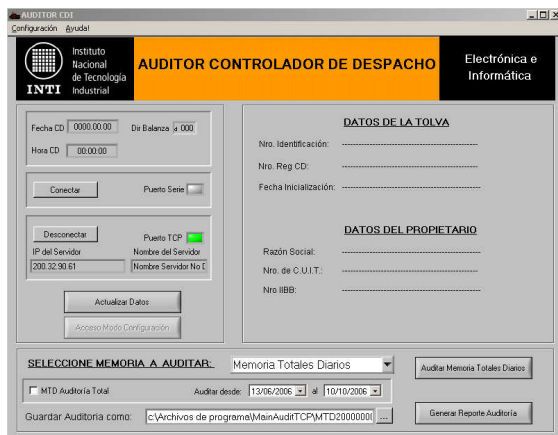 AUDITOR CDI
Configuración Ayuda!
INTI
Instituto
Nacional
de Tecnología
Industrial
AUDITOR CONTROLADOR DE DESPACHO
Electrónica e
Informática
Fecha CD 0000.00.00 Dir Balanza a 000
Hora CD 00:00:00
Conectar Puerto Serie
Desconectar Puerto TCP
IP del Servidor Nombre del Servidor
200.32.90.61 Nombre Servidor No D
Actualizar Datos
Acceso Modo Configuración
DATOS DE LA TOLVA
Nro. Identificación: ------------------------------------------
Nro. Reg CD: ------------------------------------------
Fecha Inicialización: ------------------------------------------
DATOS DEL PROPIETARIO
Razón Social: ------------------------------------------
Nro. de C.U.I.T.: ------------------------------------------
Nro IIBB: ------------------------------------------
SELECCIONE MEMORIA A AUDITAR: Memoria Totales Diarios Auditar Memoria Totales Diarios
MTD Auditoría Total Auditar desde: 13/06/2006 al 10/10/2006
Guardar Auditoria como: c:\Archivos de programa\MainAuditTCP\MTD2000000( ... Generar Reporte Auditoría